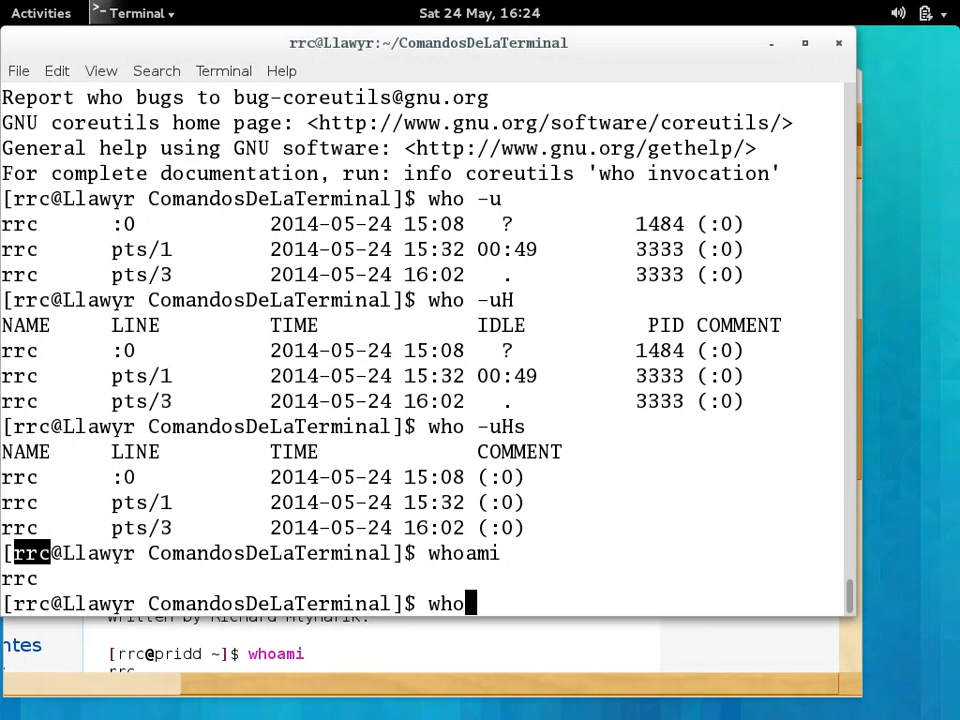 Activities Terminal Sat 24 May, 16:24
rrc@Llawyr:~/ComandosDeLaTerminal
File Edit View Search Terminal Help
Report who bugs to bug-coreutils@gnu.org
GNU coreutils home page: <http://www.gnu.org/software/coreutils/>
General help using GNU software: <http://www.gnu.org/gethelp/>
For complete documentation, run: info coreutils 'who invocation'
[rrc@Llawyr ComandosDeLaTerminal]$ who -u
rrc :0 2014-05-24 15:08 ? 1484 (:0)
rrc pts/1 2014-05-24 15:32 00:49 3333 (:0)
rrc pts/3 2014-05-24 16:02 . 3333 (:0)
[rrc@Llawyr ComandosDeLaTerminal]$ who -uH
NAME LINE TIME IDLE PID COMMENT
rrc :0 2014-05-24 15:08 ? 1484 (:0)
rrc pts/1 2014-05-24 15:32 00:49 3333 (:0)
rrc pts/3 2014-05-24 16:02 . 3333 (:0)
[rrc@Llawyr ComandosDeLaTerminal]$ who -uHs
NAME LINE TIME COMMENT
rrc :0 2014-05-24 15:08 (:0)
rrc pts/1 2014-05-24 15:32 (:0)
rrc pts/3 2014-05-24 16:02 (:0)
[rrc@Llawyr ComandosDeLaTerminal]$ whoami
rrc
[rrc@Llawyr ComandosDeLaTerminal]$ who
written by Richard Mlynarik.
ntes
[rrc@pridd ~]$ whoami
rrc